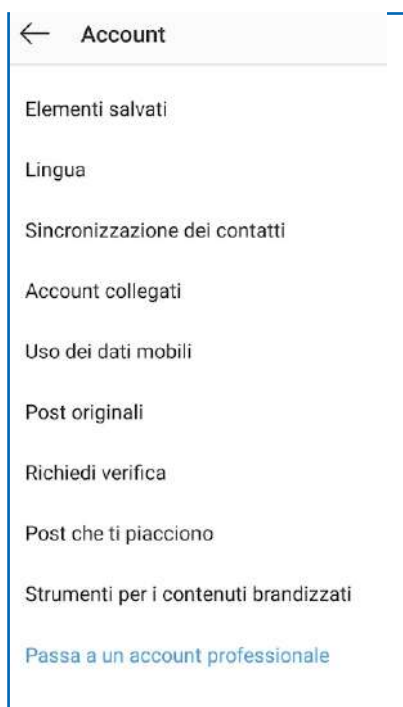 Account
Elementi salvati
Lingua
Sincronizzazione dei contatti
Account collegati
Uso dei dati mobili
Post originali
Richiedi verifica
Post che ti piacciono
Strumenti per i contenuti brandizzati
Passa a un account professionale